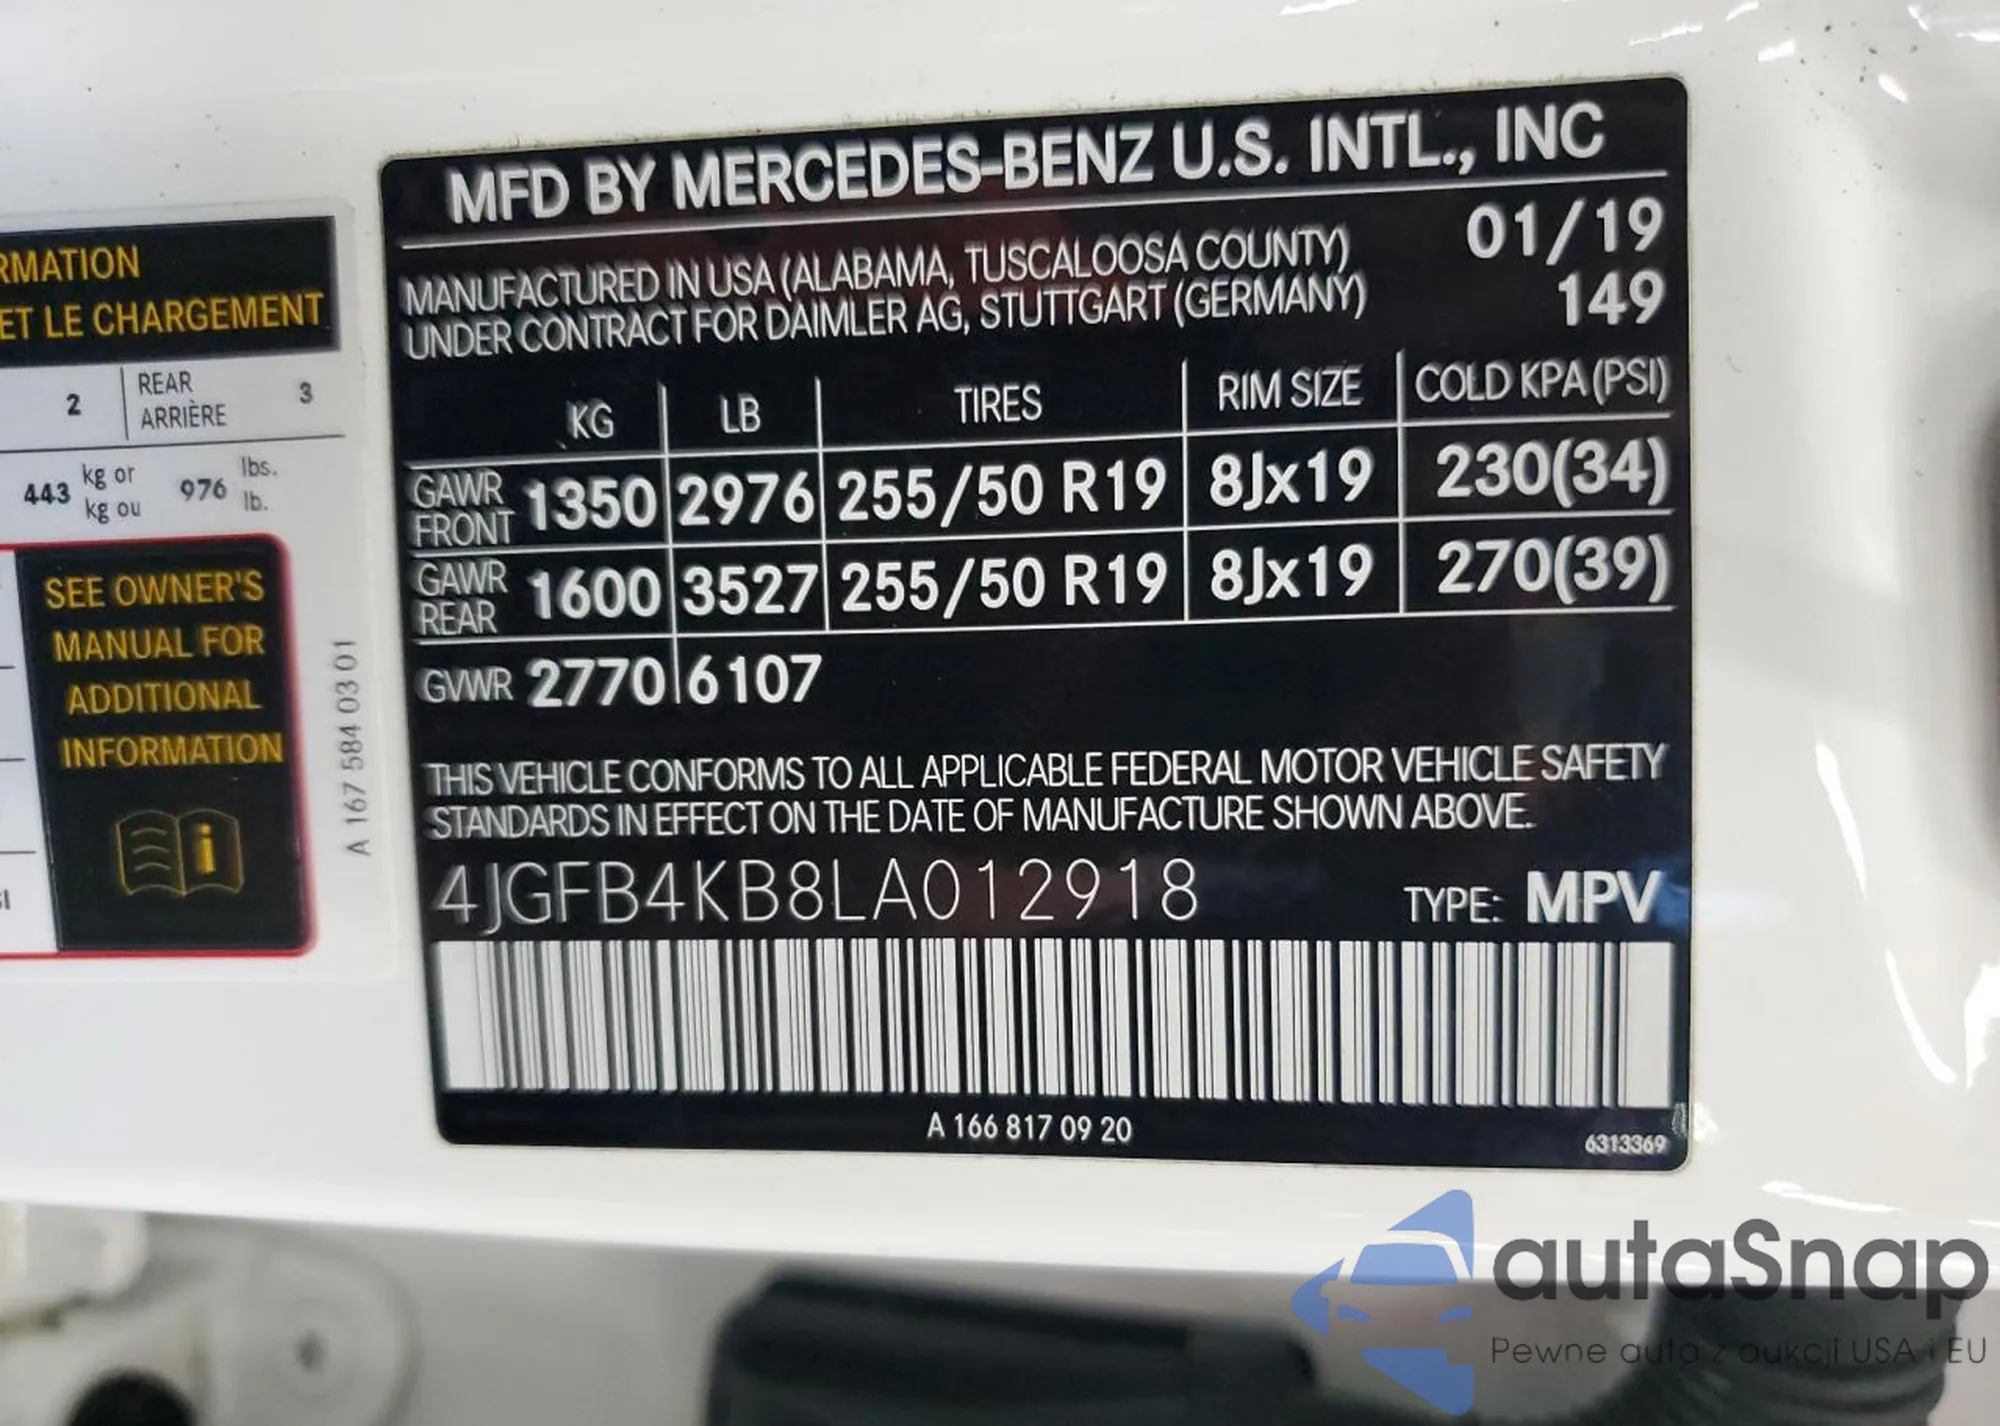 RMATION
ET LE CHARGEMENT
2 REAR 3
ARRIÈRE
443 kg or 976 lbs.
kg ou lb.
SEE OWNER'S
MANUAL FOR
ADDITIONAL
INFORMATION
i
A 167 584 03 01
MFD BY MERCEDES-BENZ U.S. INTL., INC
01/19
MANUFACTURED IN USA (ALABAMA, TUSCALOOSA COUNTY)
UNDER CONTRACT FOR DAIMLER AG, STUTTGART (GERMANY)
149
KG LB TIRES RIM SIZE COLD KPA (PSI)
GAWR FRONT 1350 2976 255/50 R19 8Jx19 230(34)
GAWR REAR 1600 3527 255/50 R19 8Jx19 270(39)
GVWR 2770 6107
THIS VEHICLE CONFORMS TO ALL APPLICABLE FEDERAL MOTOR VEHICLE SAFETY
STANDARDS IN EFFECT ON THE DATE OF MANUFACTURE SHOWN ABOVE.
4JGFB4KB8LA012918 TYPE: MPV
A 166 817 09 20
6313369
autaSnap
Pewne auta z aukcji USA i EU